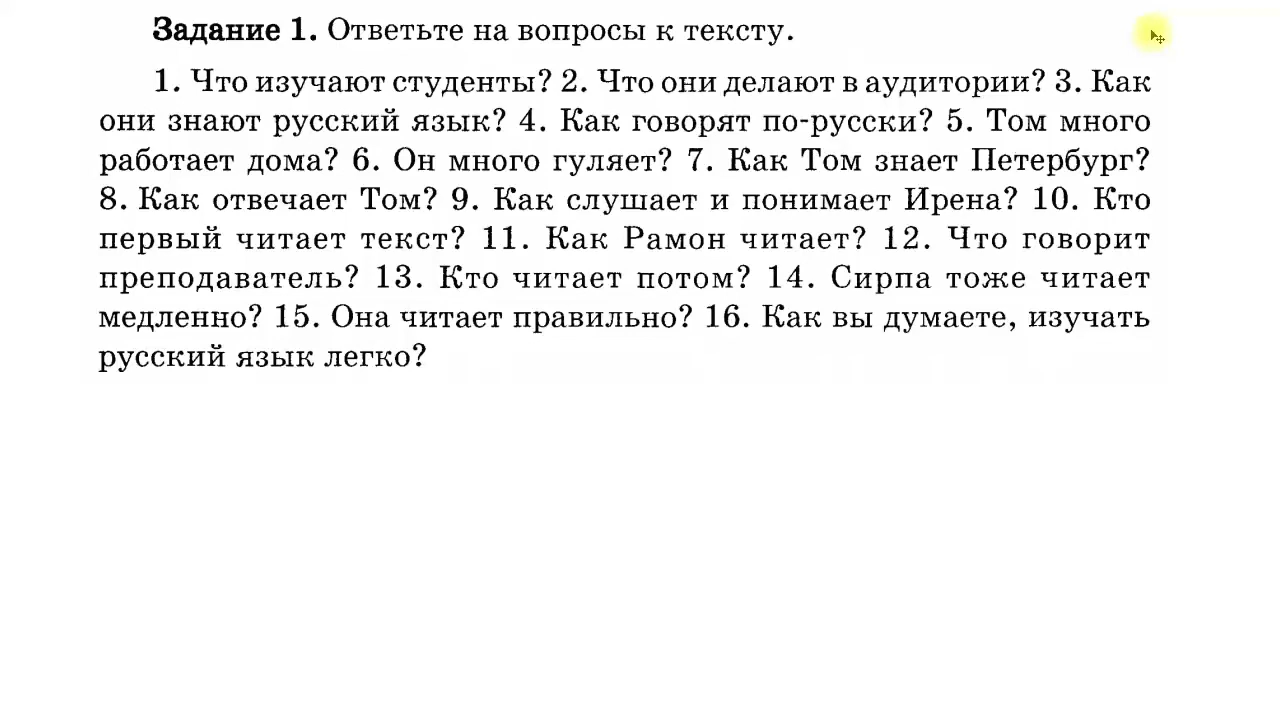 Задание 1. Ответьте на вопросы к тексту.
1. Что изучают студенты? 2. Что они делают в аудитории? 3. Как
они знают русский язык? 4. Как говорят по-русски? 5. Том много
работает дома? 6. Он много гуляет? 7. Как Том знает Петербург?
8. Как отвечает Том? 9. Как слушает и понимает Ирена? 10. Кто
первый читает текст? 11. Как Рамон читает? 12. Что говорит
преподаватель? 13. Кто читает потом? 14. Сирпа тоже читает
медленно? 15. Она читает правильно? 16. Как вы думаете, изучать
русский язык легко?